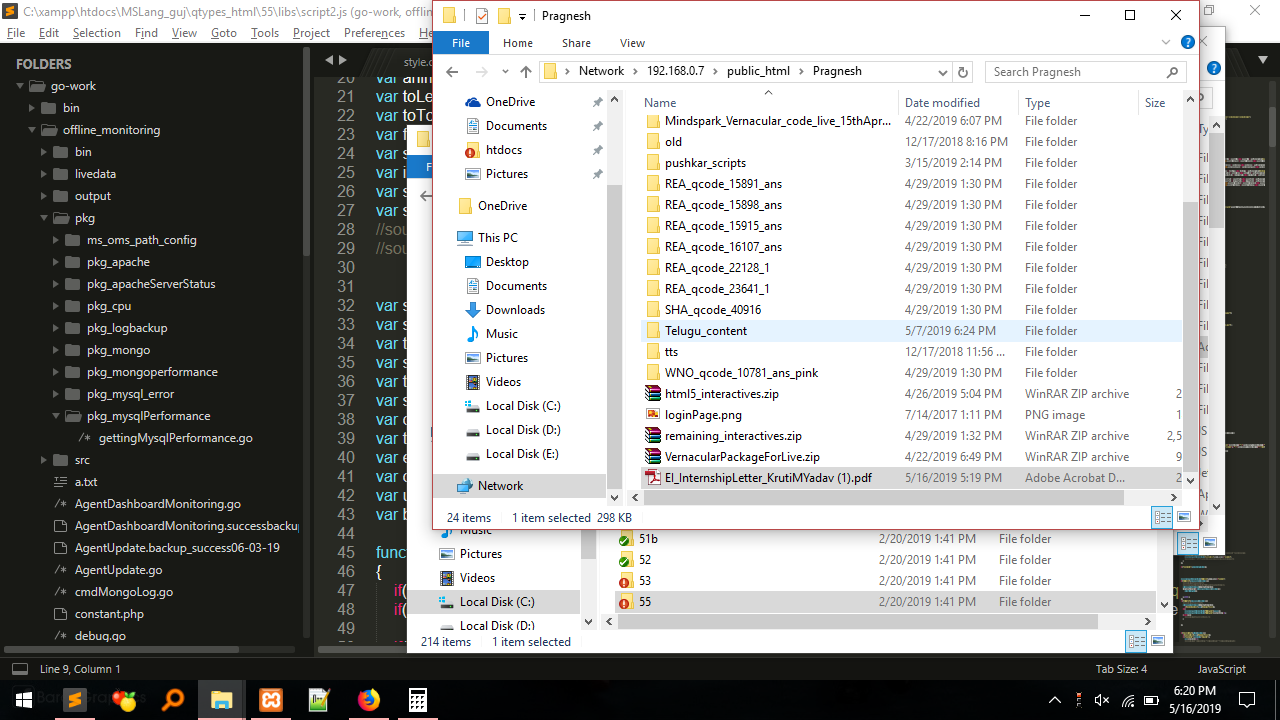 C:\xampp\htdocs\MSLang_guj\qtypes_html\55\libs\script2.js (go-work, offlin
File Edit Selection Find View Goto Tools Project Preferences He
FOLDERS
go-work
bin
offline_monitoring
bin
livedata
output
pkg
ms_oms_path_config
pkg_apache
pkg_apacheServerStatus
pkg_cpu
pkg_logbackup
pkg_mongo
pkg_mongoperformance
pkg_mysql_error
pkg_mysqlPerformance
/* gettingMysqlPerformance.go
src
a.txt
/* AgentDashboardMonitoring.go
AgentDashboardMonitoring.successbackup
AgentUpdate.backup_success06-03-19
/* AgentUpdate.go
/* cmdMongoLog.go
constant.php
/* debug.go
style.c
20 var anim
21 var toLe
22 var toTo
23 var f
24 var s
25 var i
26 var s
27 var s
28 //sou
29 //sou
30
31
32 var s
33 var s
34 var t
35 var s
36 var t
37 var s
38 var c
39 var t
40 var e
41 var c
42 var u
43 var b
44
45 func
46 {
47 if(
48 if(
49
Pragnesh
File Home Share View
Network 192.168.0.7 public_html Pragnesh
Search Pragnesh
OneDrive
Documents
htdocs
Pictures
OneDrive
This PC
Desktop
Documents
Downloads
Music
Pictures
Videos
Local Disk (C:)
Local Disk (D:)
Local Disk (E:)
Network
Name Date modified Type Size
Mindspark_Vernacular_code_live_15thApr... 4/22/2019 6:07 PM File folder
old 12/17/2018 8:16 PM File folder
pushkar_scripts 3/15/2019 2:14 PM File folder
REA_qcode_15891_ans 4/29/2019 1:30 PM File folder
REA_qcode_15898_ans 4/29/2019 1:30 PM File folder
REA_qcode_15915_ans 4/29/2019 1:30 PM File folder
REA_qcode_16107_ans 4/29/2019 1:30 PM File folder
REA_qcode_22128_1 4/29/2019 1:30 PM File folder
REA_qcode_23641_1 4/29/2019 1:30 PM File folder
SHA_qcode_40916 4/29/2019 1:30 PM File folder
Telugu_content 5/7/2019 6:24 PM File folder
tts 12/17/2018 11:56 ... File folder
WNO_qcode_10781_ans_pink 4/29/2019 1:30 PM File folder
html5_interactives.zip 4/26/2019 5:04 PM WinRAR ZIP archive 2
loginPage.png 7/14/2017 1:11 PM PNG image 1
remaining_interactives.zip 4/29/2019 1:32 PM WinRAR ZIP archive 2,5
VernacularPackageForLive.zip 4/22/2019 6:49 PM WinRAR ZIP archive 9
EI_InternshipLetter_KrutiMYadav (1).pdf 5/16/2019 5:19 PM Adobe Acrobat D... 2
24 items 1 item selected 298 KB
Music
Pictures
Videos
Local Disk (C:)
Local Disk (D:)
51b 2/20/2019 1:41 PM File folder
52 2/20/2019 1:41 PM File folder
53 2/20/2019 1:41 PM File folder
55 2/20/2019 1:41 PM File folder
214 items 1 item selected
Line 9, Column 1 Tab Size: 4 JavaScript
6:20 PM
5/16/2019